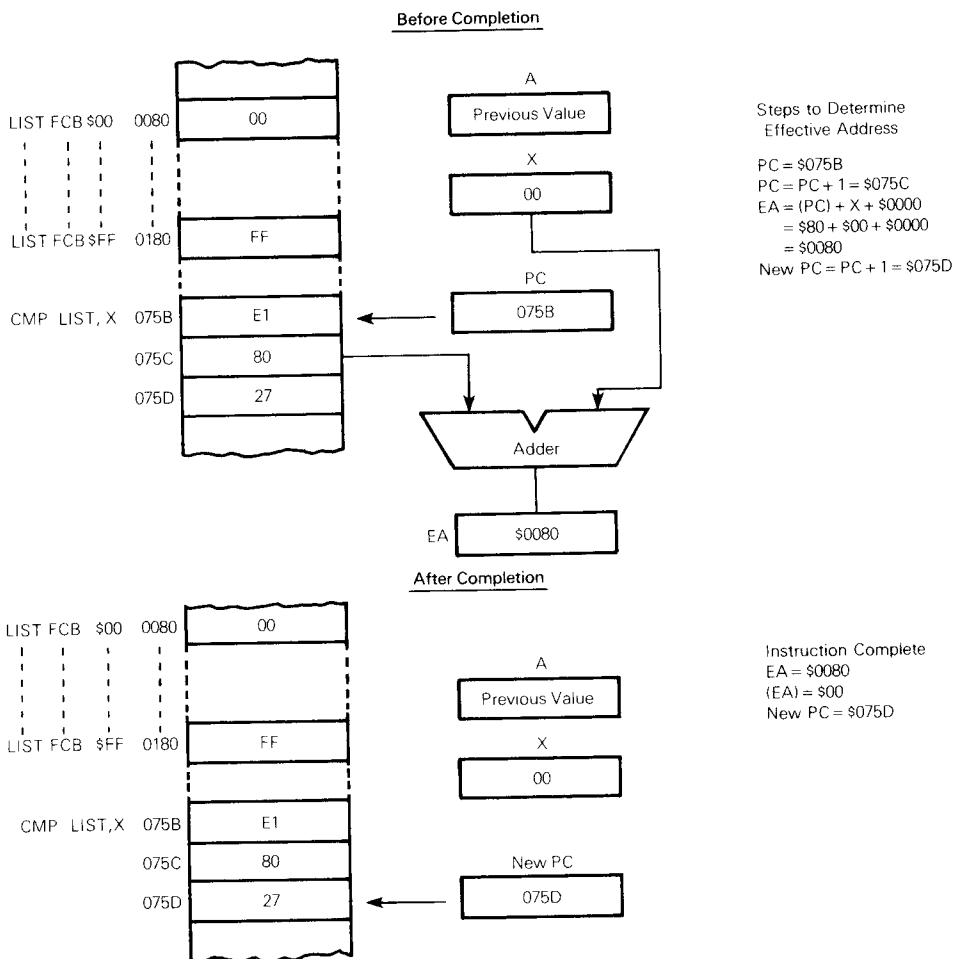 Before Completion
A
LIST FCB $00 0080 00
Previous Value
Steps to Determine
Effective Address
X
00
PC = $075B
PC = PC + 1 = $075C
EA = (PC) + X + $0000
= $80 + $00 + $0000
= $0080
New PC = PC + 1 = $075D
LIST FCB $FF 0180 FF
PC
CMP LIST, X 075B E1
075B
075C 80
075D 27
Adder
EA $0080
After Completion
LIST FCB $00 0080 00
A
Previous Value
Instruction Complete
EA = $0080
(EA) = $00
New PC = $075D
LIST FCB $FF 0180 FF
X
00
CMP LIST,X 075B E1
075C 80
New PC
075D 27
075D